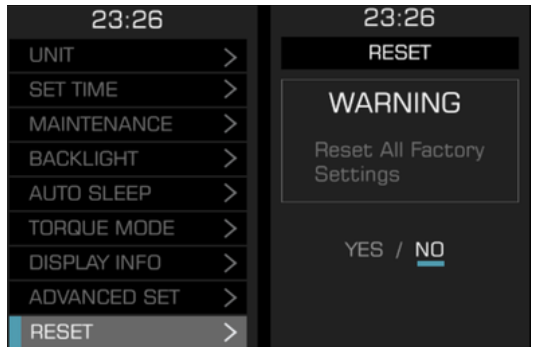 23:26
UNIT >
SET TIME >
MAINTENANCE >
BACKLIGHT >
AUTO SLEEP >
TORQUE MODE >
DISPLAY INFO >
ADVANCED SET >
RESET >
23:26
RESET
WARNING
Reset All Factory
Settings
YES / NO